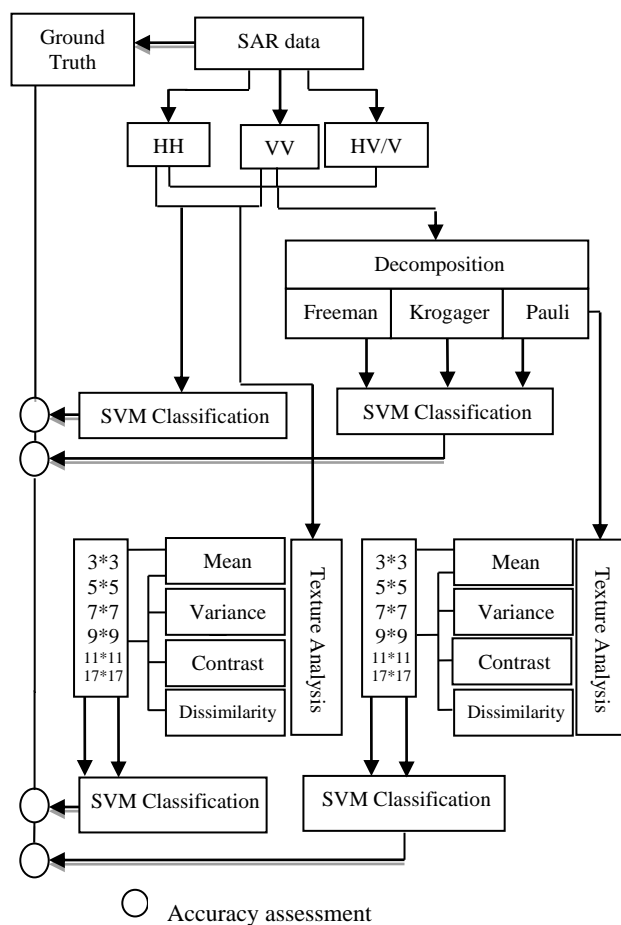 Ground
Truth
SAR data
HH
VV
HV/V
Decomposition
Freeman
Krogager
Pauli
SVM Classification
SVM Classification
3*3
5*5
7*7
9*9
11*11
17*17
Mean
Variance
Contrast
Dissimilarity
Texture Analysis
3*3
5*5
7*7
9*9
11*11
17*17
Mean
Variance
Contrast
Dissimilarity
Texture Analysis
SVM Classification
SVM Classification
Accuracy assessment